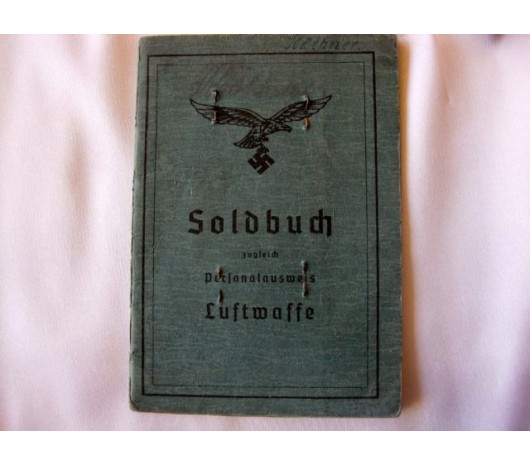 Soldbuch
zugleich
Personalausweis
Luftwaffe